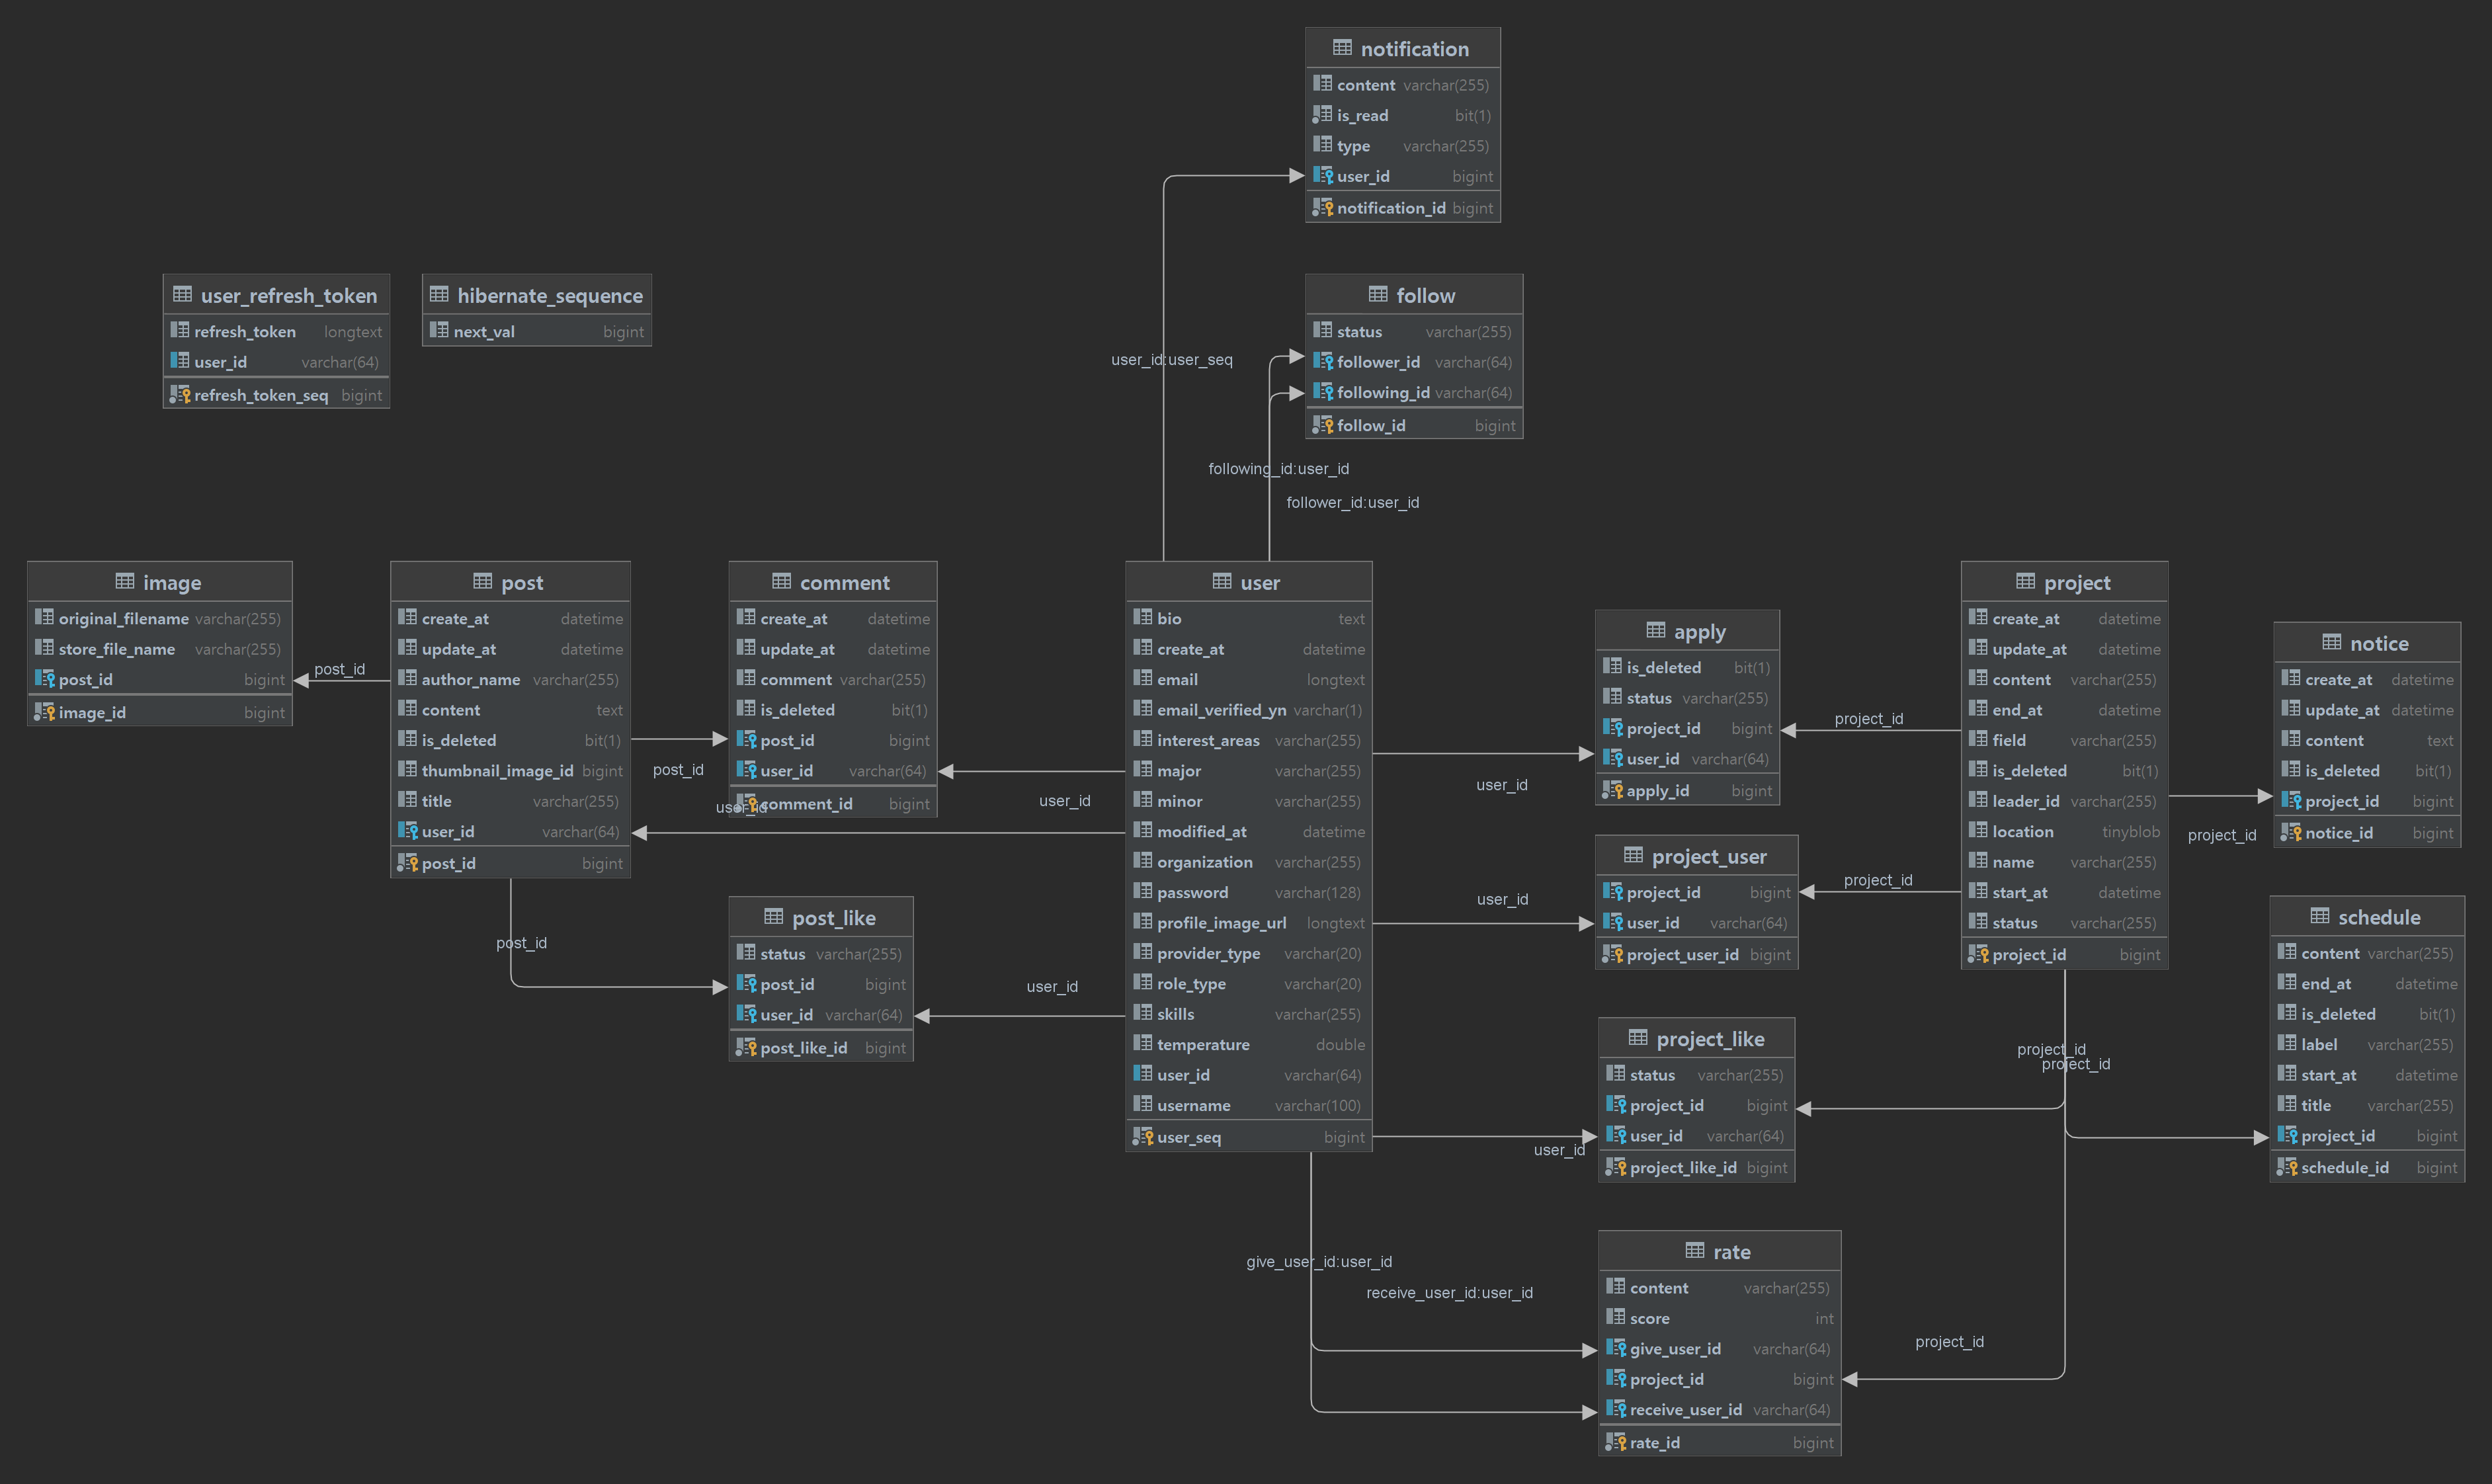 notification
content varchar(255)
is_read bit(1)
type varchar(255)
user_id bigint
notification_id bigint
user_refresh_token
refresh_token longtext
user_id varchar(64)
refresh_token_seq bigint
hibernate_sequence
next_val bigint
follow
status varchar(255)
follower_id varchar(64)
following_id varchar(64)
follow_id bigint
user_id:user_seq
following_id:user_id
follower_id:user_id
image
original_filename varchar(255)
store_file_name varchar(255)
post_id bigint
image_id bigint
post_id
post
create_at datetime
update_at datetime
author_name varchar(255)
content text
is_deleted bit(1)
thumbnail_image_id bigint
title varchar(255)
user_id varchar(64)
post_id bigint
post_id
user_id
post_id
comment
create_at datetime
update_at datetime
comment varchar(255)
is_deleted bit(1)
post_id bigint
user_id varchar(64)
comment_id bigint
user_id
post_like
status varchar(255)
post_id bigint
user_id varchar(64)
post_like_id bigint
user_id
user
bio text
create_at datetime
email longtext
email_verified_yn varchar(1)
interest_areas varchar(255)
major varchar(255)
minor varchar(255)
modified_at datetime
organization varchar(255)
password varchar(128)
profile_image_url longtext
provider_type varchar(20)
role_type varchar(20)
skills varchar(255)
temperature double
user_id varchar(64)
username varchar(100)
user_seq bigint
user_id
user_id
user_id
give_user_id:user_id
receive_user_id:user_id
apply
is_deleted bit(1)
status varchar(255)
project_id bigint
user_id varchar(64)
apply_id bigint
project_id
project_user
project_id bigint
user_id varchar(64)
project_user_id bigint
project_id
project_like
status varchar(255)
project_id bigint
user_id varchar(64)
project_like_id bigint
rate
content varchar(255)
score int
give_user_id varchar(64)
project_id bigint
receive_user_id varchar(64)
rate_id bigint
project_id
project
create_at datetime
update_at datetime
content varchar(255)
end_at datetime
field varchar(255)
is_deleted bit(1)
leader_id varchar(255)
location tinyblob
name varchar(255)
start_at datetime
status varchar(255)
project_id bigint
project_id
project_id
project_id
notice
create_at datetime
update_at datetime
content text
is_deleted bit(1)
project_id bigint
notice_id bigint
schedule
content varchar(255)
end_at datetime
is_deleted bit(1)
label varchar(255)
start_at datetime
title varchar(255)
project_id bigint
schedule_id bigint